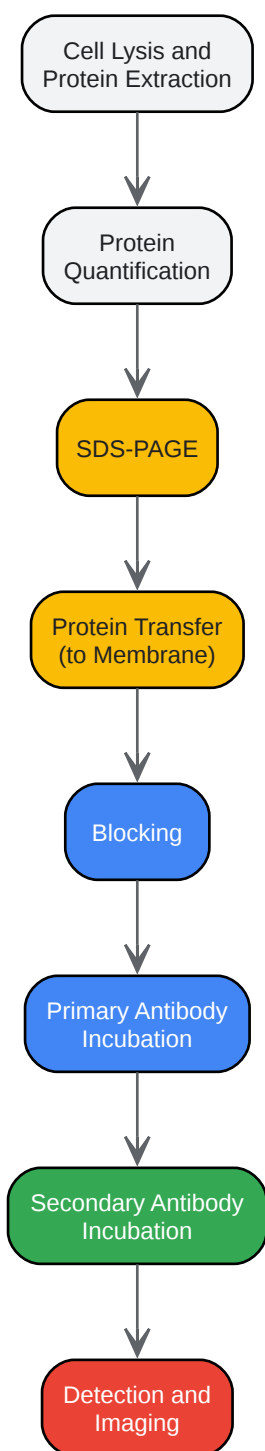 Cell Lysis and
Protein Extraction
Protein
Quantification
SDS-PAGE
Protein Transfer
(to Membrane)
Blocking
Primary Antibody
Incubation
Secondary Antibody
Incubation
Detection and
Imaging